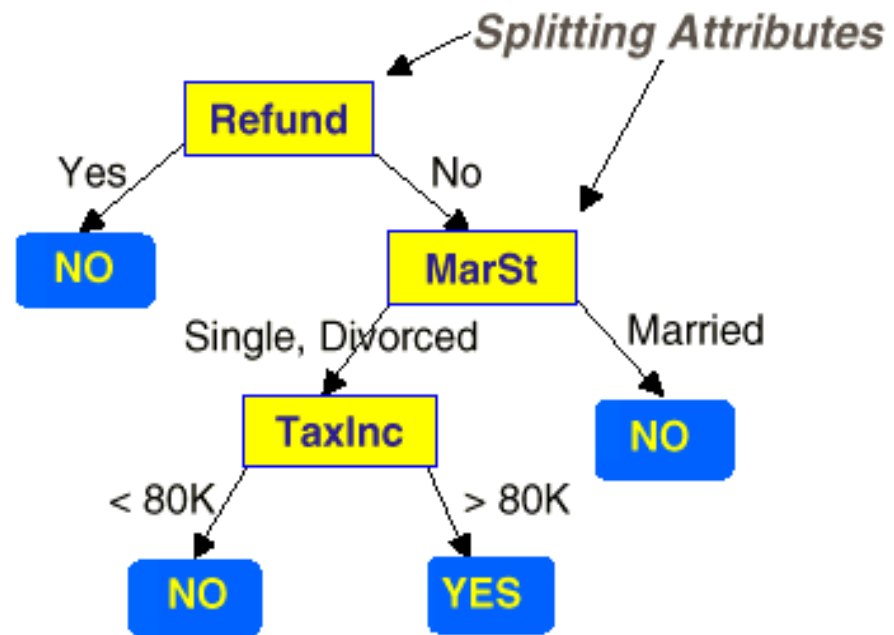 Splitting Attributes
Refund
Yes
No
NO
MarSt
Single, Divorced
Married
TaxInc
NO
< 80K
> 80K
NO
YES